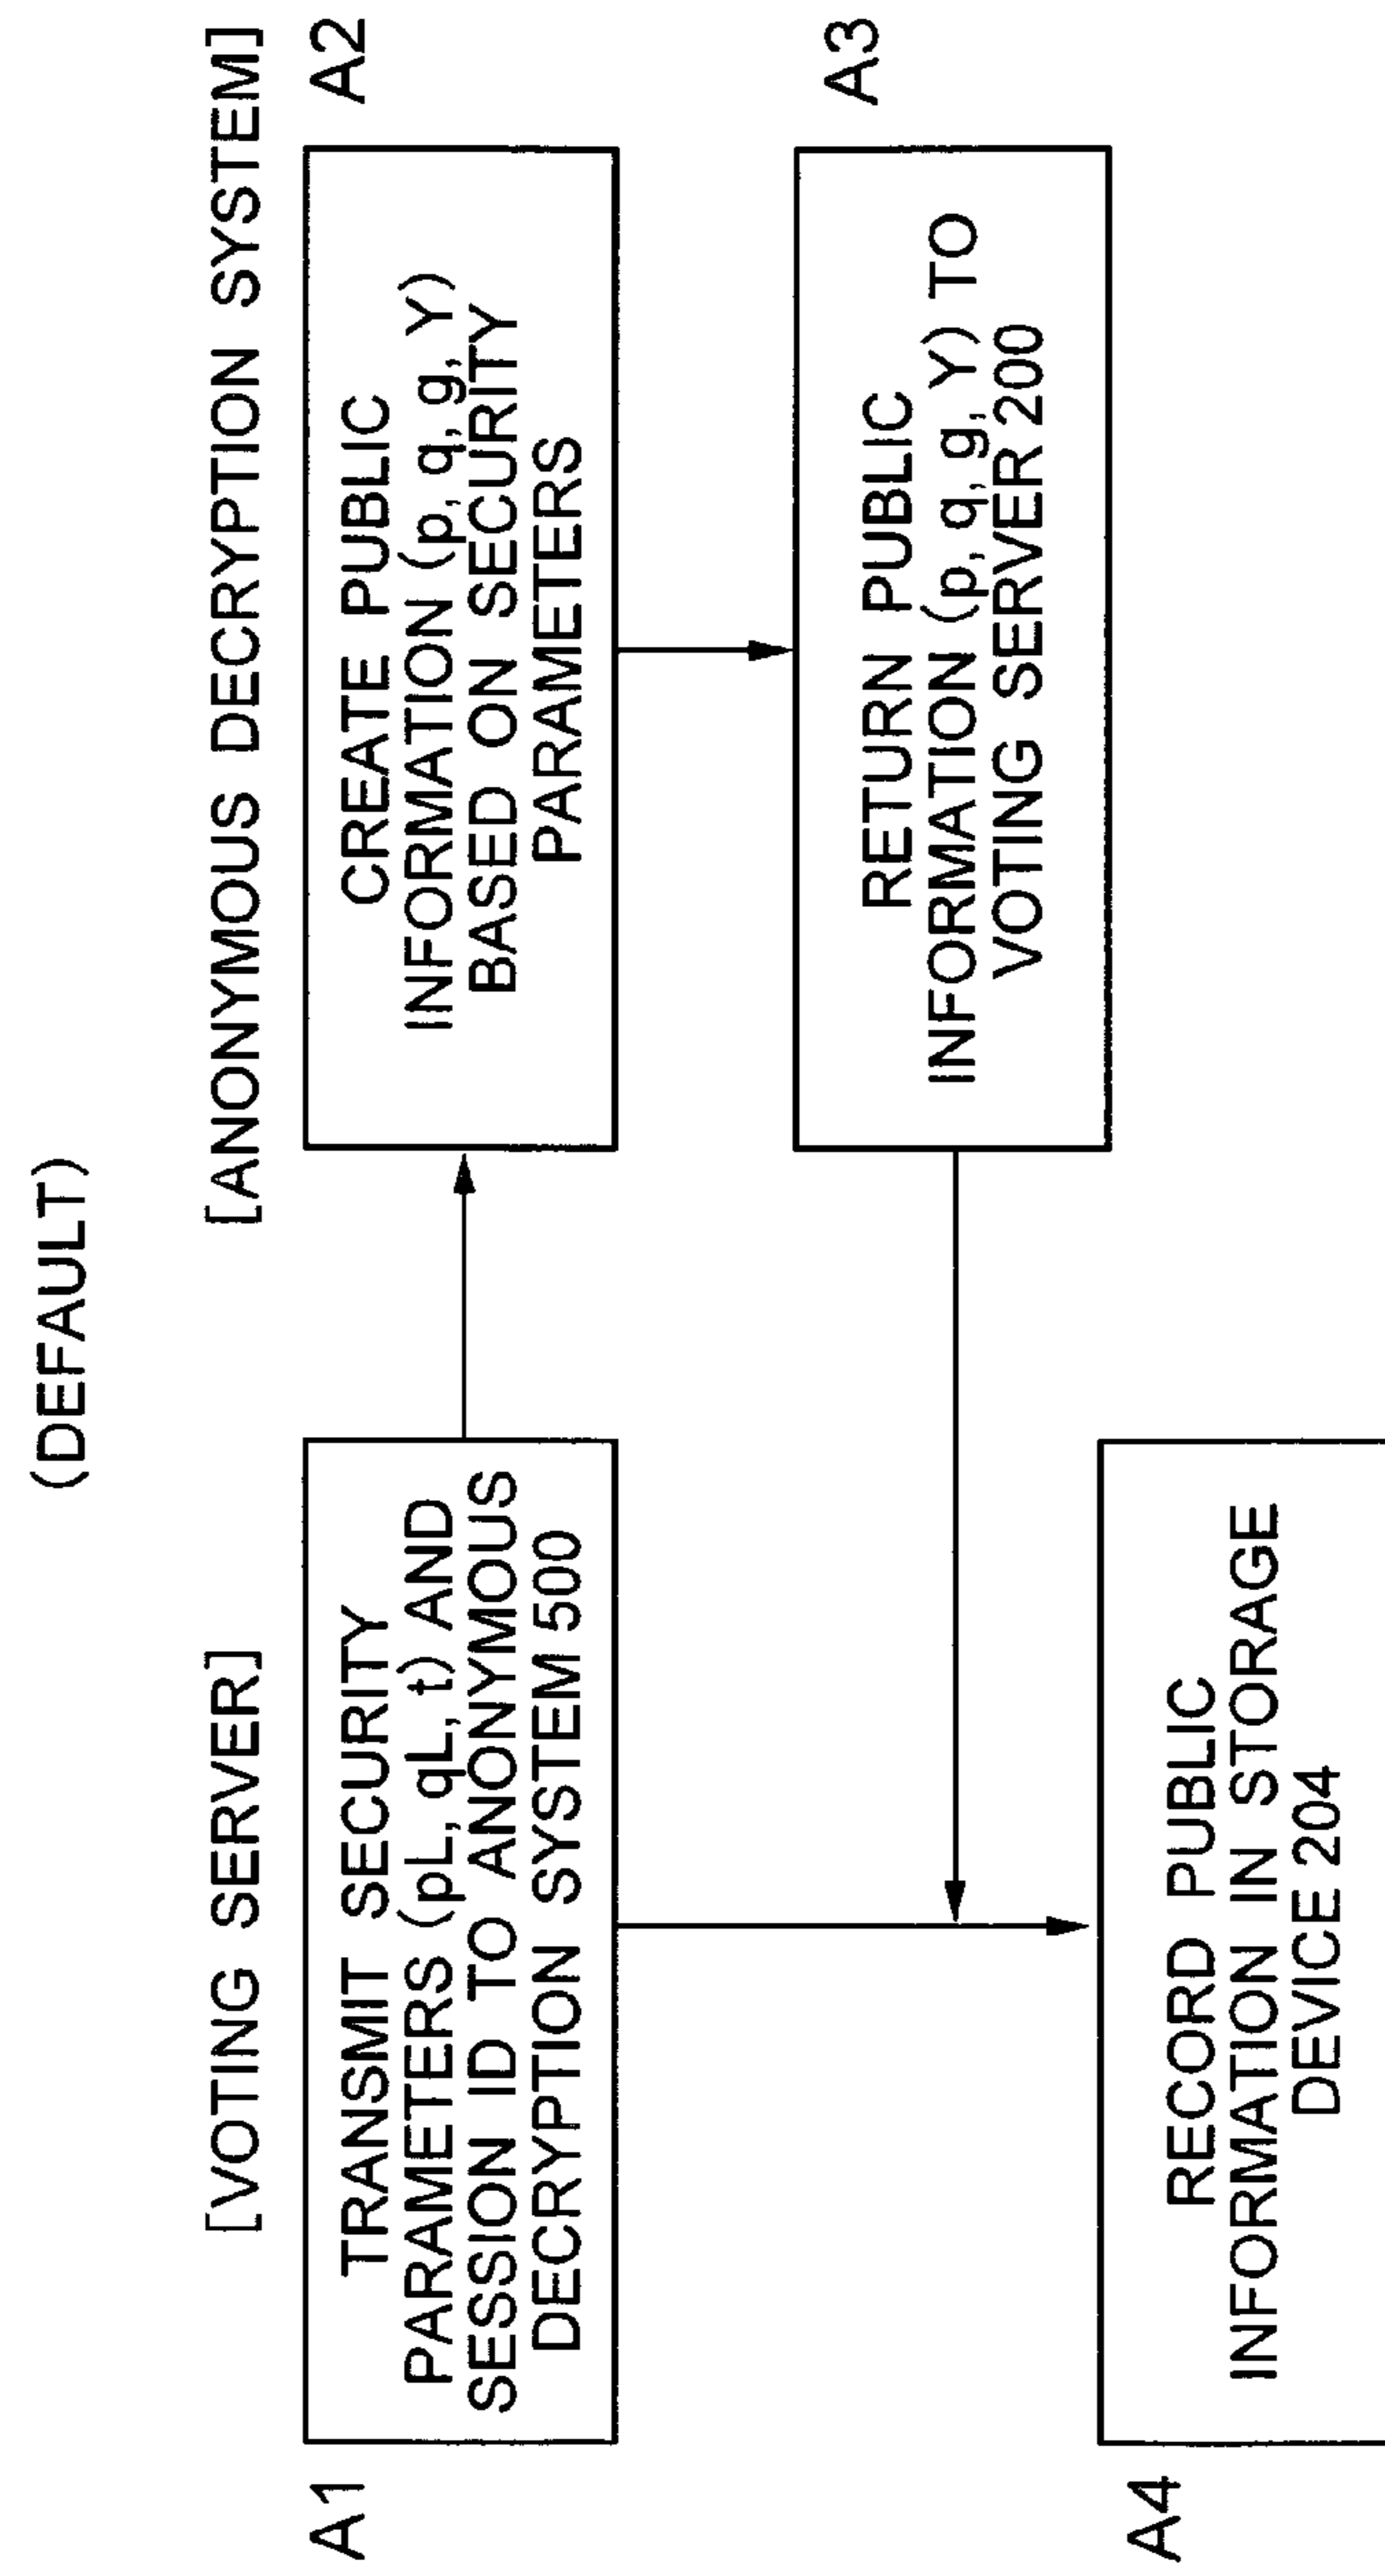 (DEFAULT)
[VOTING SERVER]
[ANONYMOUS DECRYPTION SYSTEM]
A1
TRANSMIT SECURITY
PARAMETERS (pL, qL, t) AND
SESSION ID TO ANONYMOUS
DECRYPTION SYSTEM 500
A2
CREATE PUBLIC
INFORMATION (p, q, g, Y)
BASED ON SECURITY
PARAMETERS
A3
RETURN PUBLIC
INFORMATION (p, q, g, Y) TO
VOTING SERVER 200
A4
RECORD PUBLIC
INFORMATION IN STORAGE
DEVICE 204